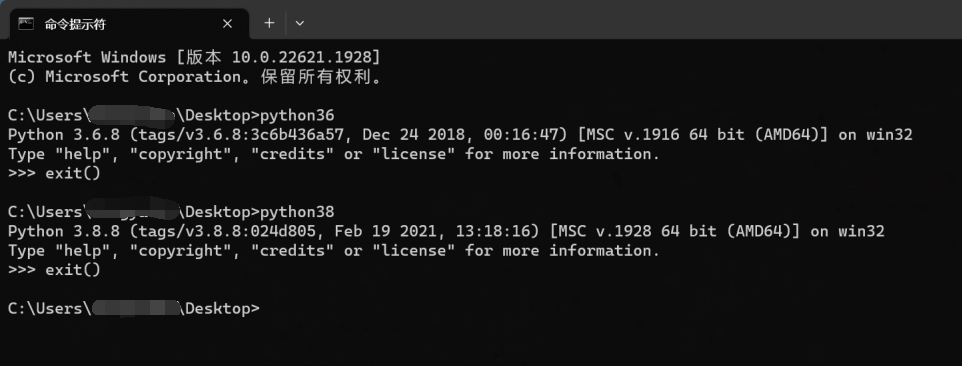 命令提示符
Microsoft Windows [版本 10.0.22621.1928]
(c) Microsoft Corporation。保留所有权利。
C:\Users\ \Desktop>python36
Python 3.6.8 (tags/v3.6.8:3c6b436a57, Dec 24 2018, 00:16:47) [MSC v.1916 64 bit (AMD64)] on win32
Type "help", "copyright", "credits" or "license" for more information.
>>> exit()
C:\Users\ \Desktop>python38
Python 3.8.8 (tags/v3.8.8:024d805, Feb 19 2021, 13:18:16) [MSC v.1928 64 bit (AMD64)] on win32
Type "help", "copyright", "credits" or "license" for more information.
>>> exit()
C:\Users\ \Desktop>